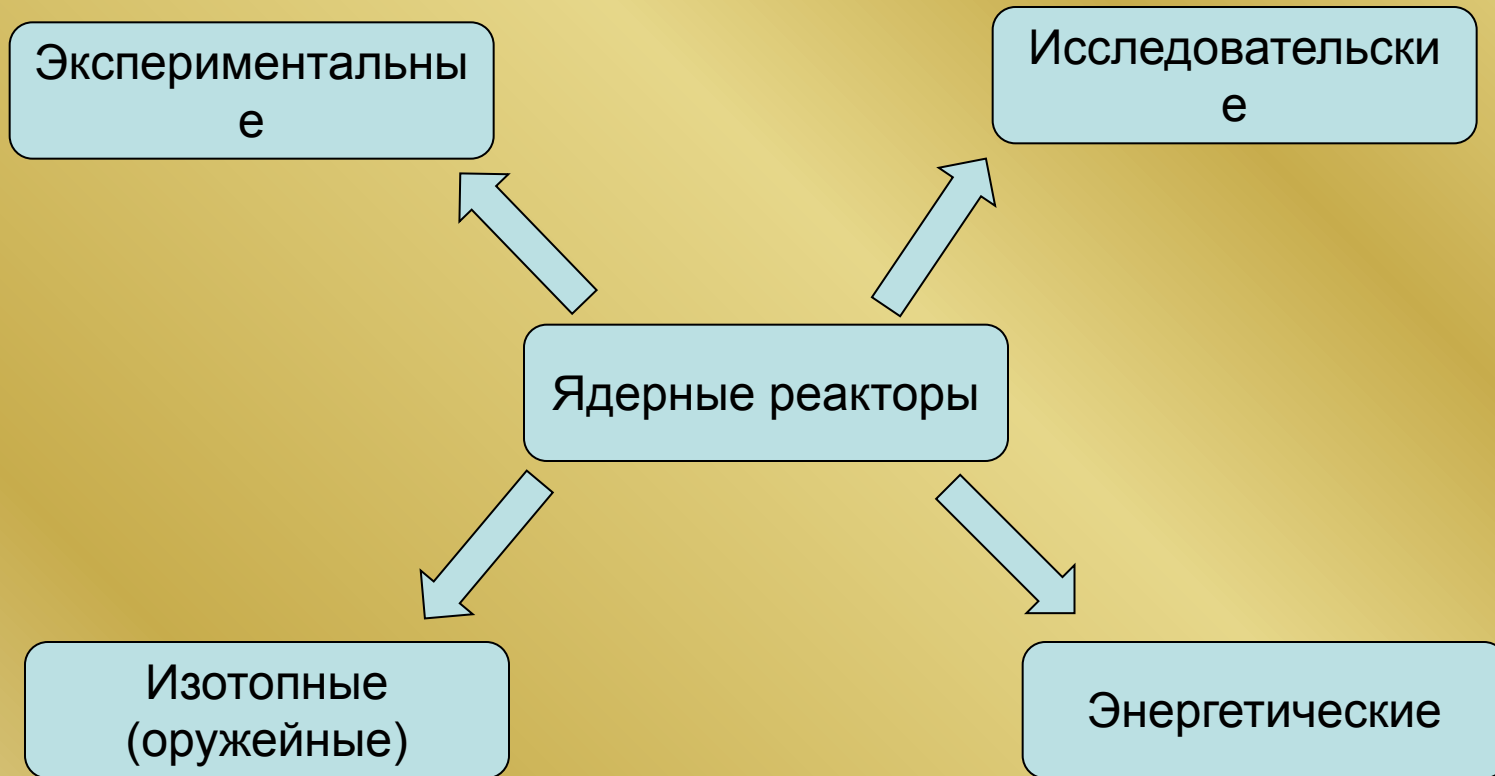 Экспериментальны
е
Исследовательски
е
Ядерные реакторы
Изотопные
(оружейные)
Энергетические